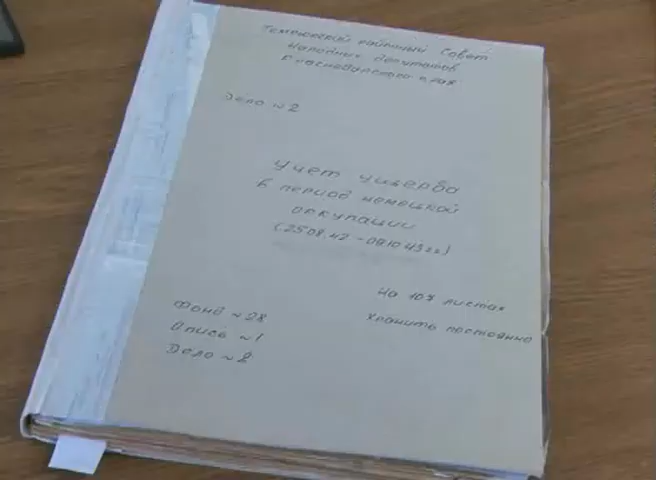 Темрюкский районный Совет
Народных депутатов
Краснодарского края
Дело №2
Учет ущерба
в период немецкой
оккупации
(25.08.42 - 09.10.43 гг)
На 107 листах
Хранить постоянно
Фонд №28
Опись №1
Дело №2